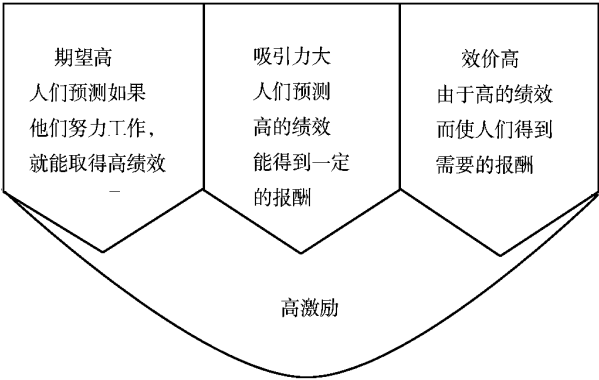 期望高
人们预测如果
他们努力工作，
就能取得高绩效
吸引力大
人们预测
高的绩效
能得到一定
的报酬
效价高
由于高的绩效
而使人们得到
需要的报酬
高激励